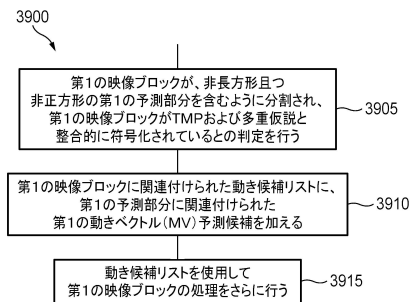 3900
第1の映像ブロックが、非長方形且つ
非正方形の第1の予測部分を含むように分割され、
第1の映像ブロックがTMPおよび多重仮説と
整合的に符号化されているとの判定を行う
3905
第1の映像ブロックに関連付けられた動き候補リストに、
第1の予測部分に関連付けられた
第1の動きベクトル(MV)予測候補を加える
3910
動き候補リストを使用して
第1の映像ブロックの処理をさらに行う
3915